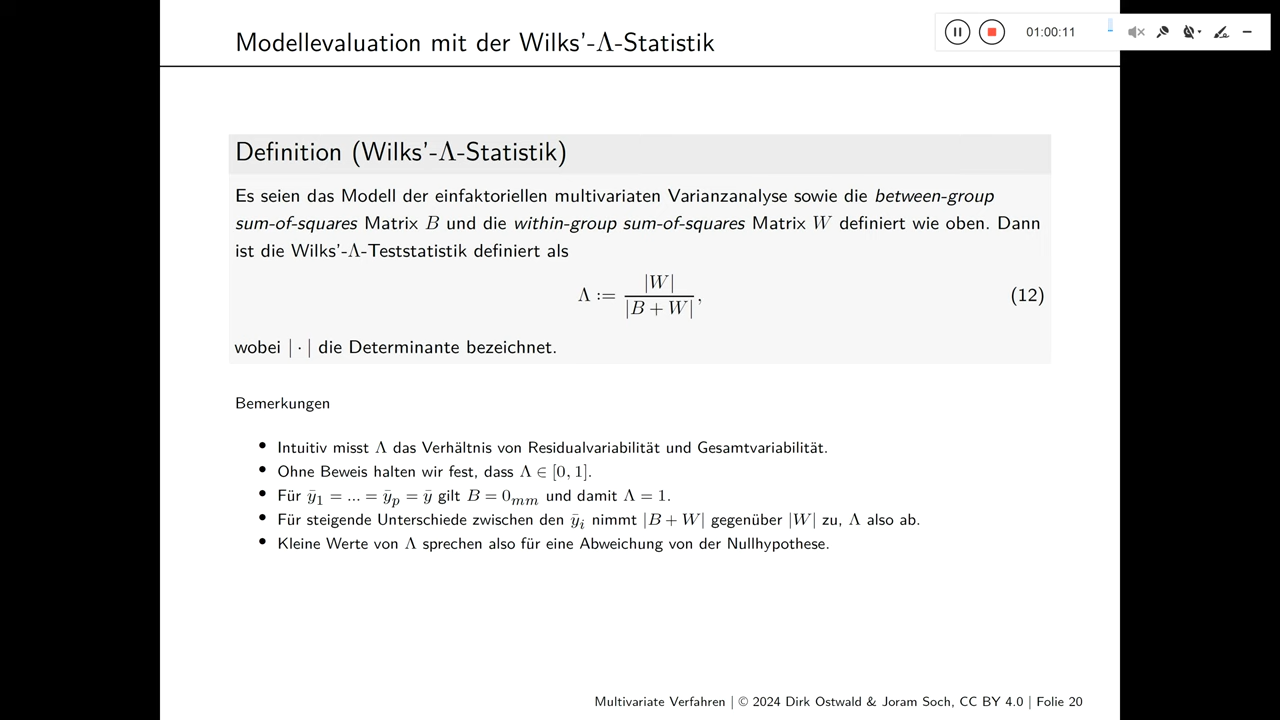 Modellevaluation mit der Wilks'-Λ-Statistik
01:00:11
Definition (Wilks'-Λ-Statistik)
Es seien das Modell der einfaktoriellen multivariaten Varianzanalyse sowie die between-group
sum-of-squares Matrix B und die within-group sum-of-squares Matrix W definiert wie oben. Dann
ist die Wilks'-Λ-Teststatistik definiert als
Λ := |W| / |B + W|, (12)
wobei | · | die Determinante bezeichnet.
Bemerkungen
• Intuitiv misst Λ das Verhältnis von Residualvariabilität und Gesamtvariabilität.
• Ohne Beweis halten wir fest, dass Λ ∈ [0, 1].
• Für ȳ₁ = ... = ȳₚ = ȳ gilt B = 0ₘₘ und damit Λ = 1.
• Für steigende Unterschiede zwischen den ȳᵢ nimmt |B + W| gegenüber |W| zu, Λ also ab.
• Kleine Werte von Λ sprechen also für eine Abweichung von der Nullhypothese.
Multivariate Verfahren | © 2024 Dirk Ostwald & Joram Soch, CC BY 4.0 | Folie 20